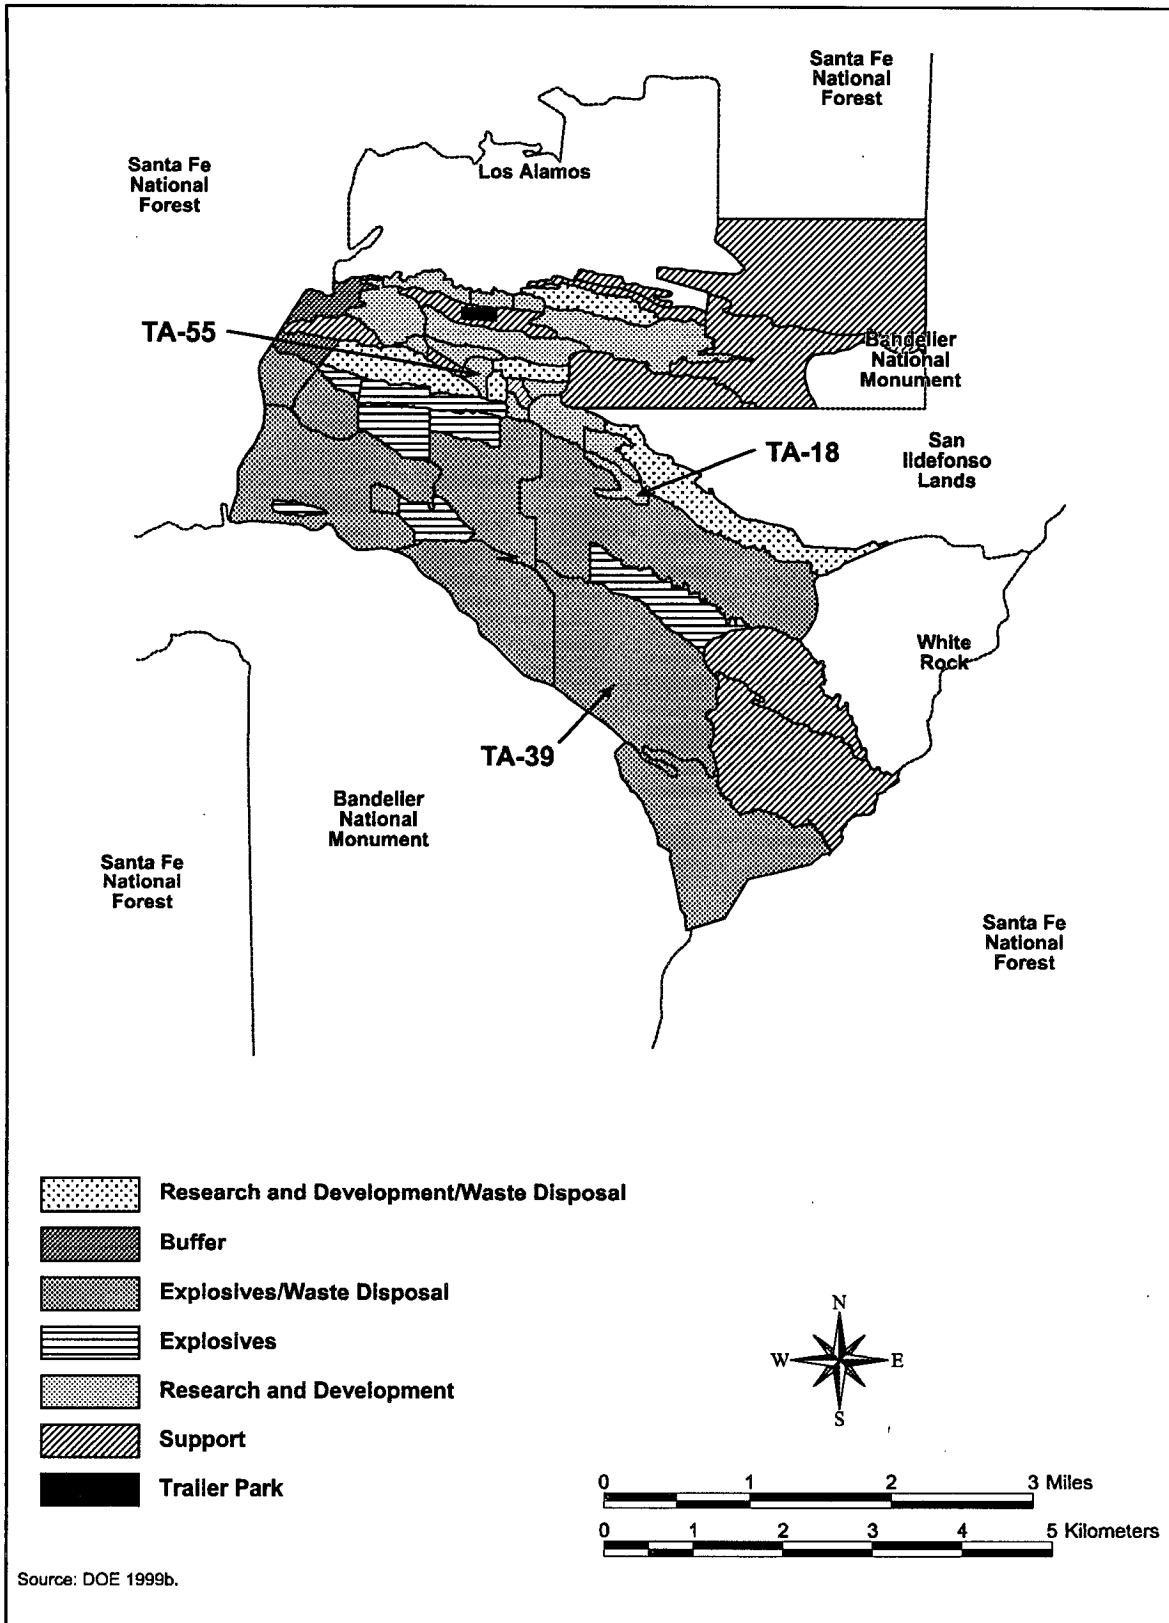 Santa Fe
National
Forest
Santa Fe
National
Forest
Los Alamos
TA-55
Bandelier
National
Monument
TA-18
San
Ildefonso
Lands
White
Rock
TA-39
Bandelier
National
Monument
Santa Fe
National
Forest
Santa Fe
National
Forest
Research and Development/Waste Disposal
Buffer
Explosives/Waste Disposal
Explosives
Research and Development
Support
Trailer Park
N
W E
S
0 1 2 3 Miles
0 1 2 3 4 5 Kilometers
Source: DOE 1999b.